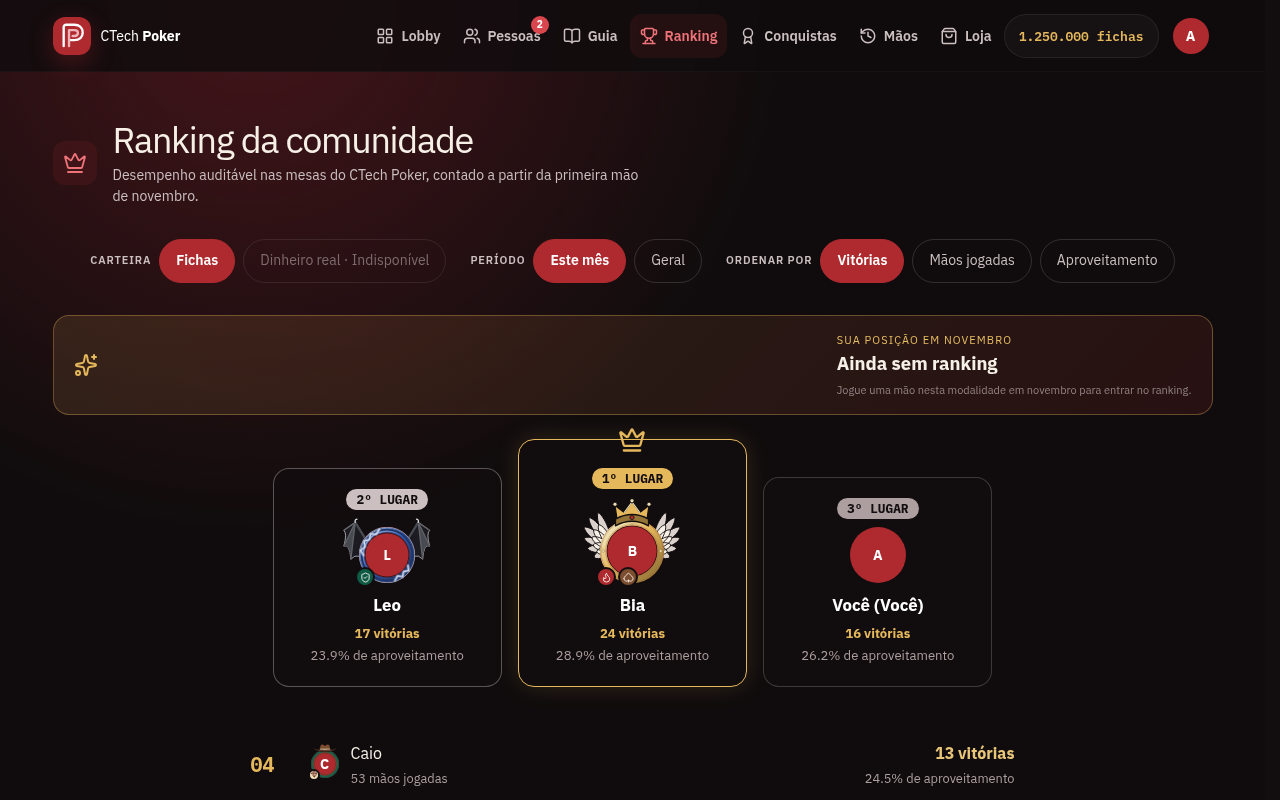 CTech Poker
Lobby
Pessoas
2
Guia
Ranking
Conquistas
Mãos
Loja
1.250.000 fichas
A
Ranking da comunidade
Desempenho auditável nas mesas do CTech Poker, contado a partir da primeira mão
de novembro.
CARTEIRA
Fichas
Dinheiro real · Indisponível
PERÍODO
Este mês
Geral
ORDENAR POR
Vitórias
Mãos jogadas
Aproveitamento
SUA POSIÇÃO EM NOVEMBRO
Ainda sem ranking
Jogue uma mão nesta modalidade em novembro para entrar no ranking.
2º LUGAR
L
Leo
17 vitórias
23.9% de aproveitamento
1º LUGAR
B
Bia
24 vitórias
28.9% de aproveitamento
3º LUGAR
A
Você (Você)
16 vitórias
26.2% de aproveitamento
04
C
Caio
53 mãos jogadas
13 vitórias
24.5% de aproveitamento